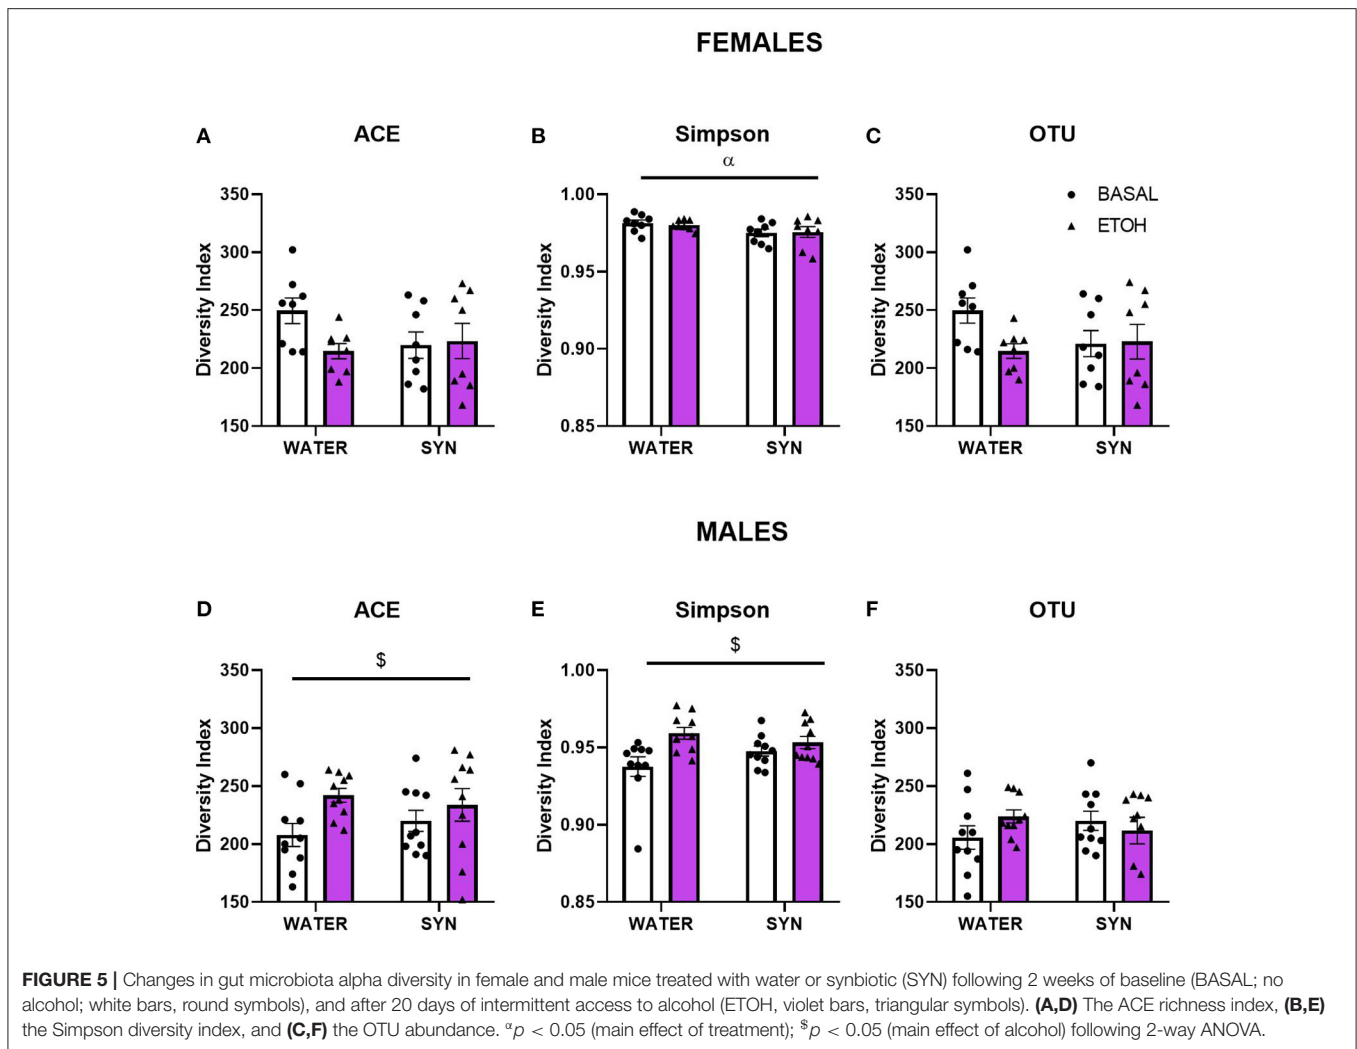 FEMALES
A ACE
B Simpson
C OTU
α
350
300
250
200
150
Diversity Index
WATER SYN
1.00
0.95
0.90
0.85
Diversity Index
WATER SYN
350
300
250
200
150
Diversity Index
WATER SYN
BASAL
ETOH
MALES
D ACE
E Simpson
F OTU
$
350
300
250
200
150
Diversity Index
WATER SYN
$
1.00
0.95
0.90
0.85
Diversity Index
WATER SYN
350
300
250
200
150
Diversity Index
WATER SYN
FIGURE 5 | Changes in gut microbiota alpha diversity in female and male mice treated with water or synbiotic (SYN) following 2 weeks of baseline (BASAL; no
alcohol; white bars, round symbols), and after 20 days of intermittent access to alcohol (ETOH, violet bars, triangular symbols). (A,D) The ACE richness index, (B,E)
the Simpson diversity index, and (C,F) the OTU abundance. αp < 0.05 (main effect of treatment); $p < 0.05 (main effect of alcohol) following 2-way ANOVA.